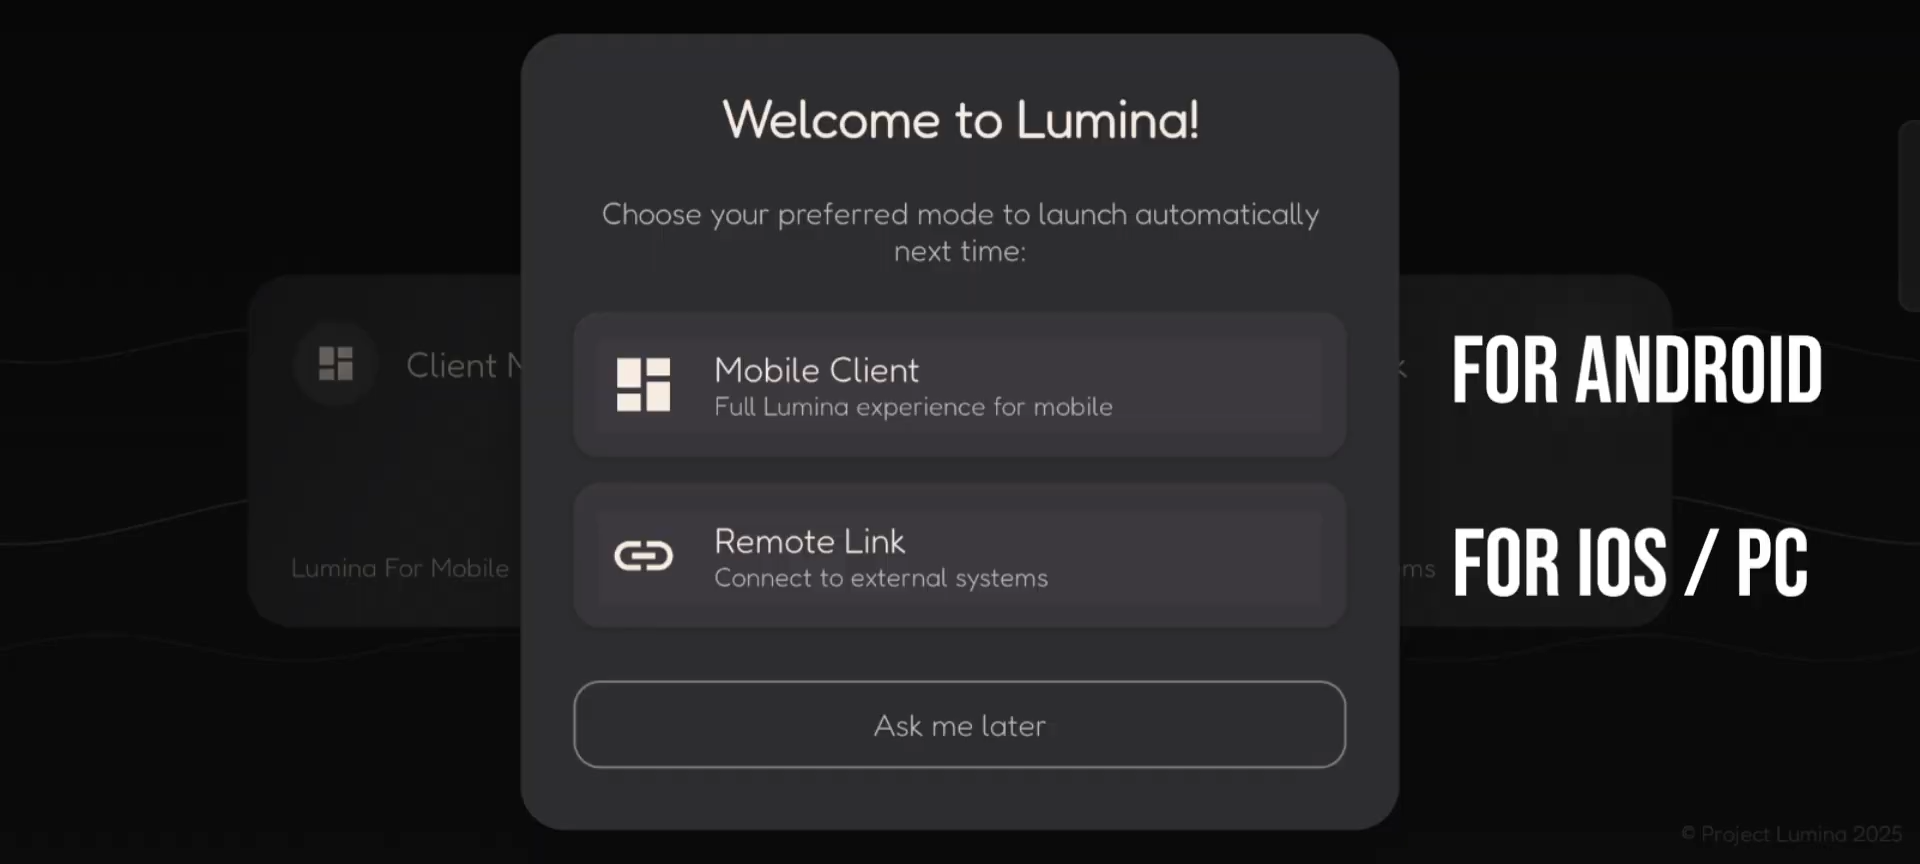 Welcome to Lumina!
Choose your preferred mode to launch automatically
next time:
Client
Mobile Client
Full Lumina experience for mobile
FOR ANDROID
Remote Link
Connect to external systems
Lumina For Mobile
FOR IOS / PC
Ask me later
© Project Lumina 2025